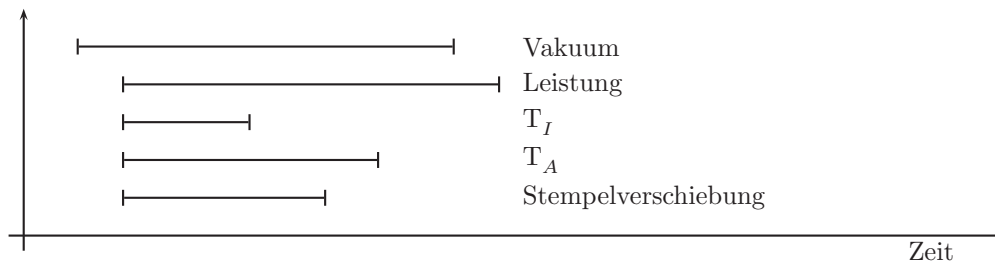 Vakuum
Leistung
T_I
T_A
Stempelverschiebung
Zeit